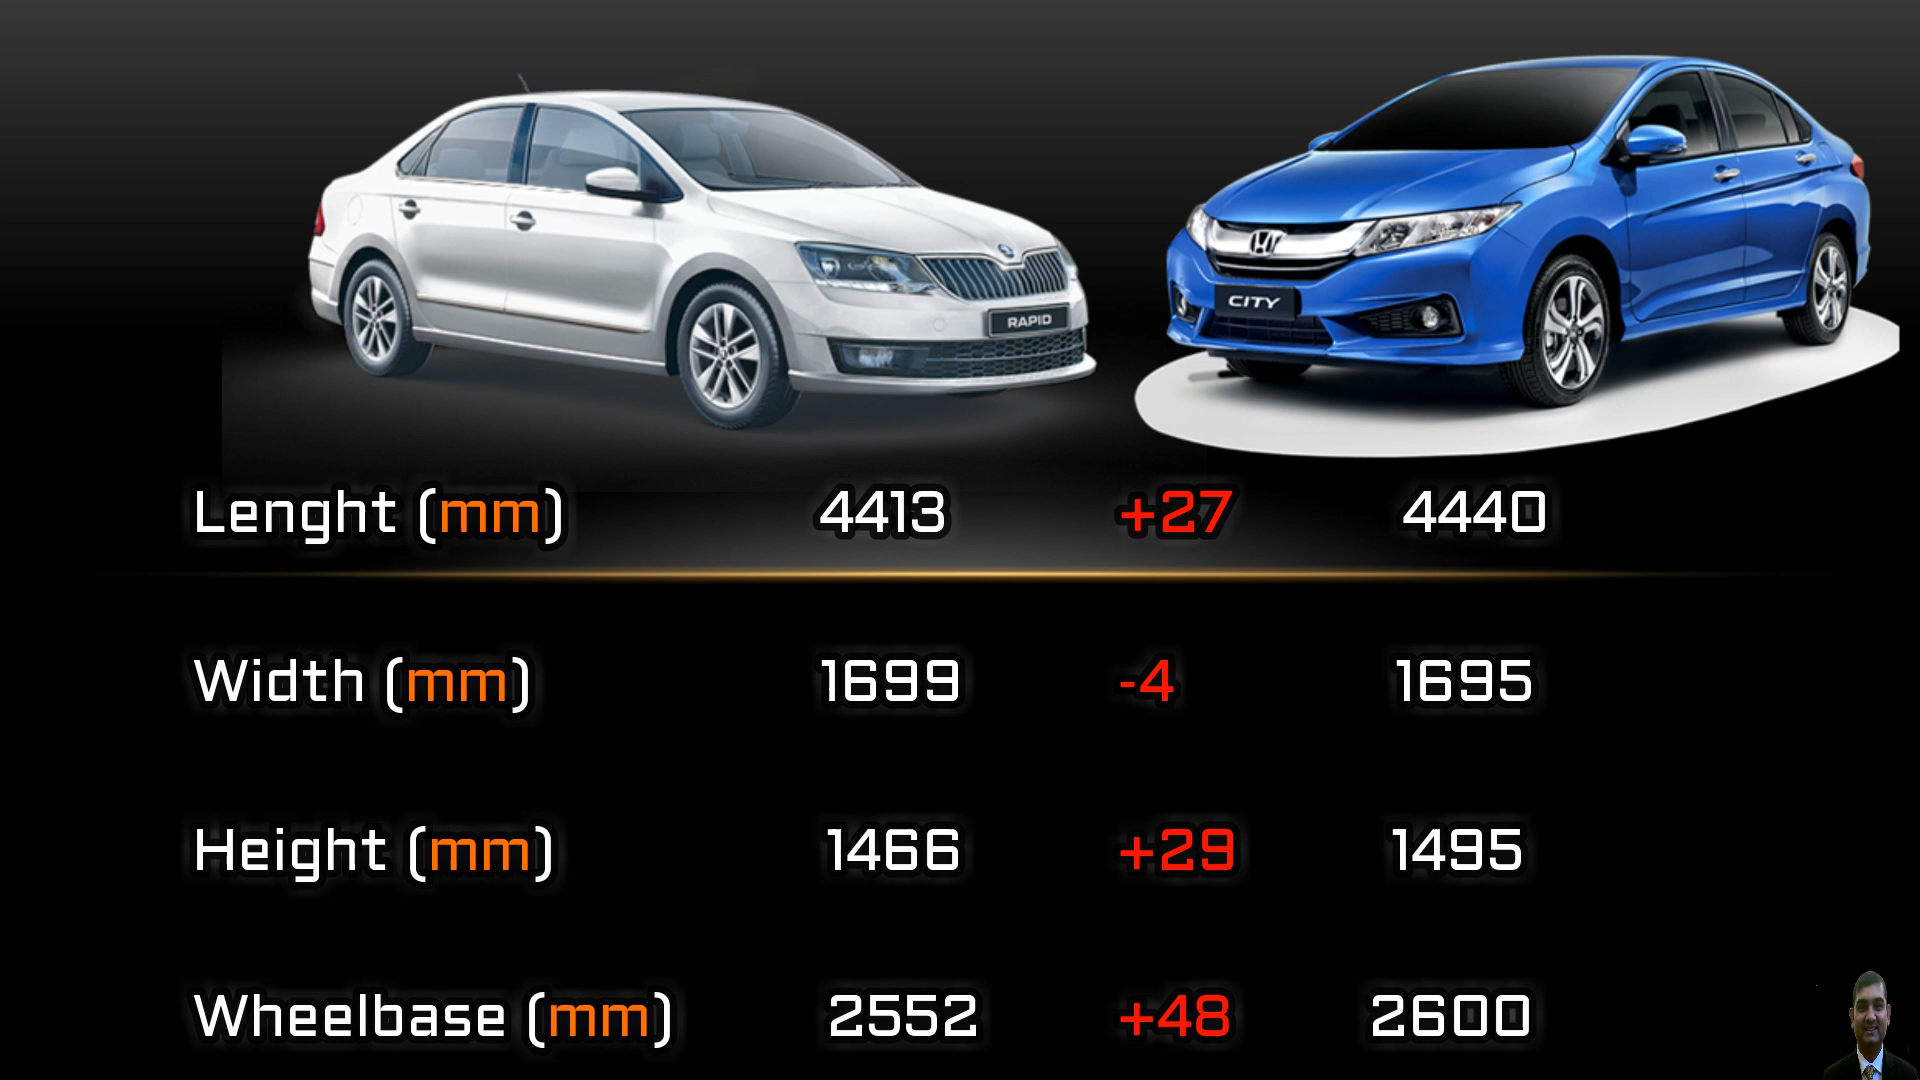 RAPID
CITY
Lenght (mm) 4413 +27 4440
Width (mm) 1699 -4 1695
Height (mm) 1466 +29 1495
Wheelbase (mm) 2552 +48 2600